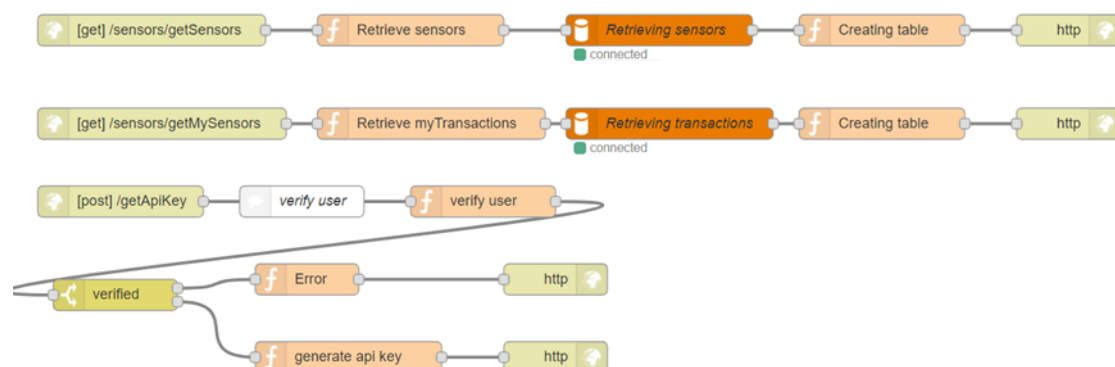 [get] /sensors/getSensors
Retrieve sensors
Retrieving sensors
Creating table
http
connected
[get] /sensors/getMySensors
Retrieve myTransactions
Retrieving transactions
Creating table
http
connected
[post] /getApiKey
verify user
verify user
Error
http
verified
generate api key
http